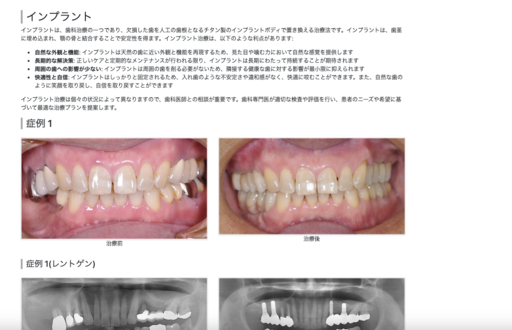 インプラント
インプラントは、歯科治療の一つであり、欠損した歯を人工の歯根となるチタン製のインプラントボディで置き換える治療法です。インプラントは、歯茎
に埋め込まれ、顎の骨と結合することで安定性を得ます。インプラント治療は、以下のような利点があります:
• 自然な外観と機能: インプラントは天然の歯に近い外観と機能を再現するため、見た目や噛む力において自然な感覚を提供します
• 長期的な解決策: 正しいケアと定期的なメンテナンスが行われる限り、インプラントは長期にわたって持続することが期待されます
• 周囲の歯への影響が少ない: インプラントは周囲の歯を削る必要がないため、隣接する健康な歯に対する影響が最小限に抑えられます
• 快適性と自信: インプラントはしっかりと固定されるため、入れ歯のような不安定さや違和感がなく、快適に咬むことができます。また、自然な歯の
ように笑顔を取り戻し、自信を取り戻すことができます
インプラント治療は個々の状況によって異なりますので、歯科医師との相談が重要です。歯科専門医が適切な検査や評価を行い、患者のニーズや希望に基
づいて最適な治療プランを提案します。
症例 1
治療前
治療後
症例 1(レントゲン)